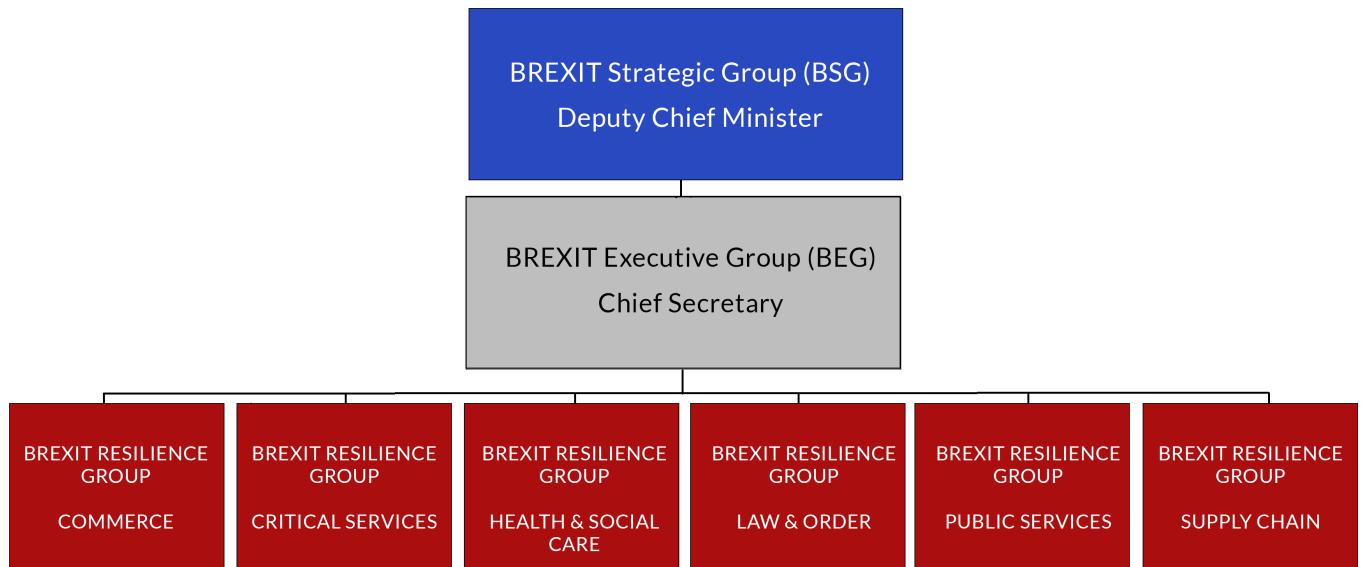 BREXIT Strategic Group (BSG)
Deputy Chief Minister
BREXIT Executive Group (BEG)
Chief Secretary
BREXIT RESILIENCE
GROUP
COMMERCE
BREXIT RESILIENCE
GROUP
CRITICAL SERVICES
BREXIT RESILIENCE
GROUP
HEALTH & SOCIAL
CARE
BREXIT RESILIENCE
GROUP
LAW & ORDER
BREXIT RESILIENCE
GROUP
PUBLIC SERVICES
BREXIT RESILIENCE
GROUP
SUPPLY CHAIN